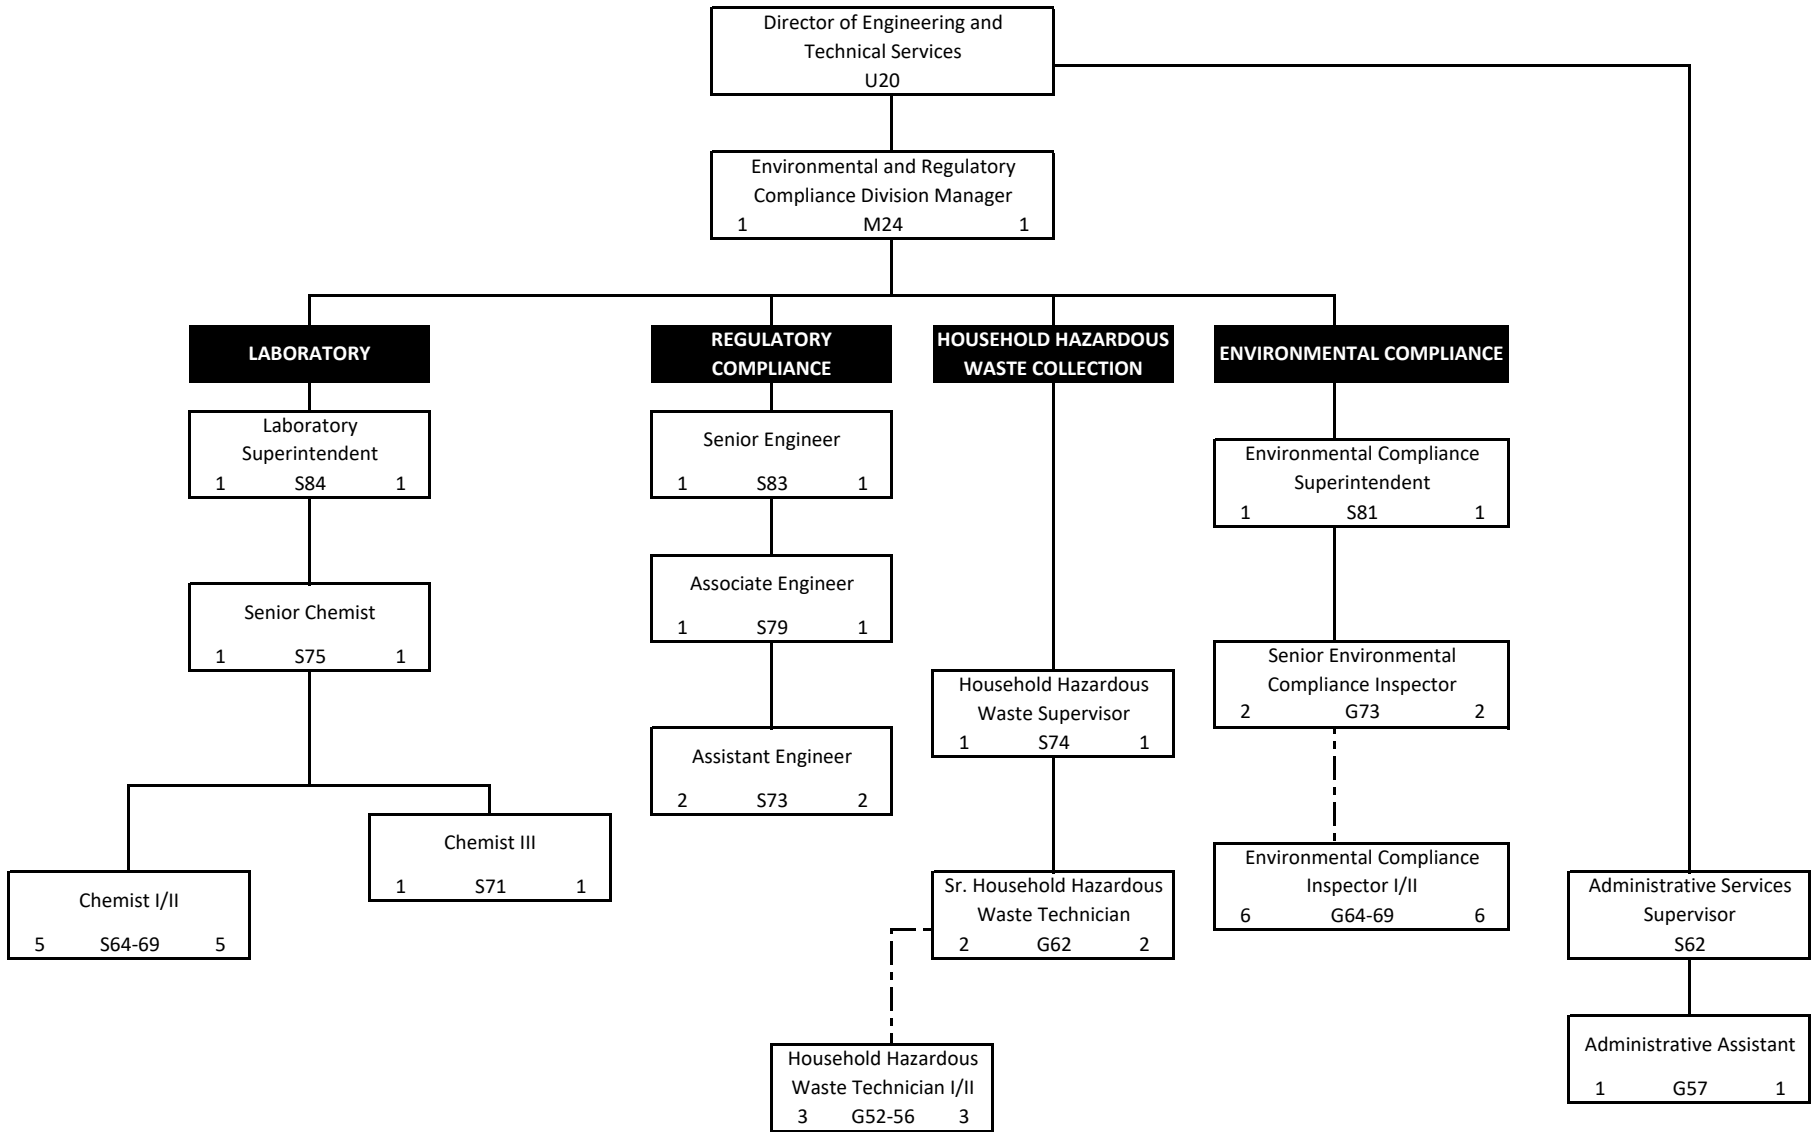 Director of Engineering and
Technical Services
U20
Environmental and Regulatory
Compliance Division Manager
1 M24 1
LABORATORY
Laboratory
Superintendent
1 S84 1
Senior Chemist
1 S75 1
Chemist I/II
5 S64-69 5
Chemist III
1 S71 1
REGULATORY
COMPLIANCE
Senior Engineer
1 S83 1
Associate Engineer
1 S79 1
Assistant Engineer
2 S73 2
HOUSEHOLD HAZARDOUS
WASTE COLLECTION
Household Hazardous
Waste Supervisor
1 S74 1
Sr. Household Hazardous
Waste Technician
2 G62 2
Household Hazardous
Waste Technician I/II
3 G52-56 3
ENVIRONMENTAL COMPLIANCE
Environmental Compliance
Superintendent
1 S81 1
Senior Environmental
Compliance Inspector
2 G73 2
Environmental Compliance
Inspector I/II
6 G64-69 6
Administrative Services
Supervisor
S62
Administrative Assistant
1 G57 1